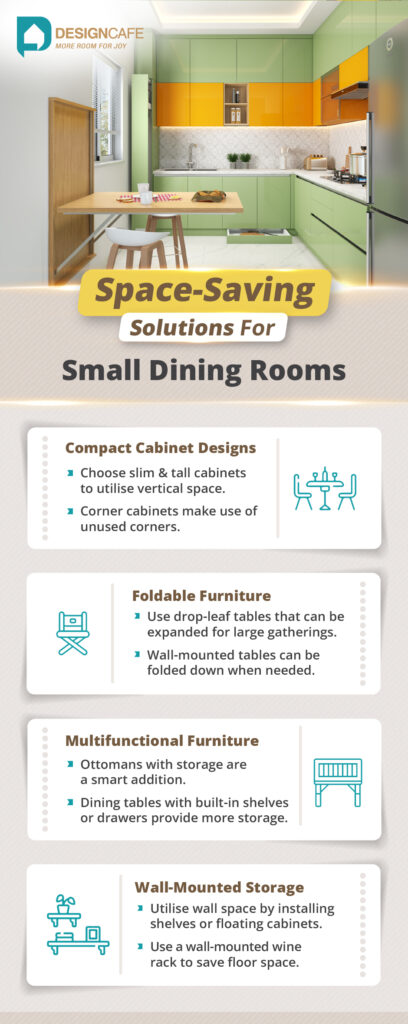 DESIGNCAFE
MORE ROOM FOR JOY
Space-Saving
Solutions For
Small Dining Rooms
Compact Cabinet Designs
Choose slim & tall cabinets
to utilise vertical space.
Corner cabinets make use of
unused corners.
Foldable Furniture
Use drop-leaf tables that can be
expanded for large gatherings.
Wall-mounted tables can be
folded down when needed.
Multifunctional Furniture
Ottomans with storage are
a smart addition.
Dining tables with built-in shelves
or drawers provide more storage.
Wall-Mounted Storage
Utilise wall space by installing
shelves or floating cabinets.
Use a wall-mounted wine
rack to save floor space.